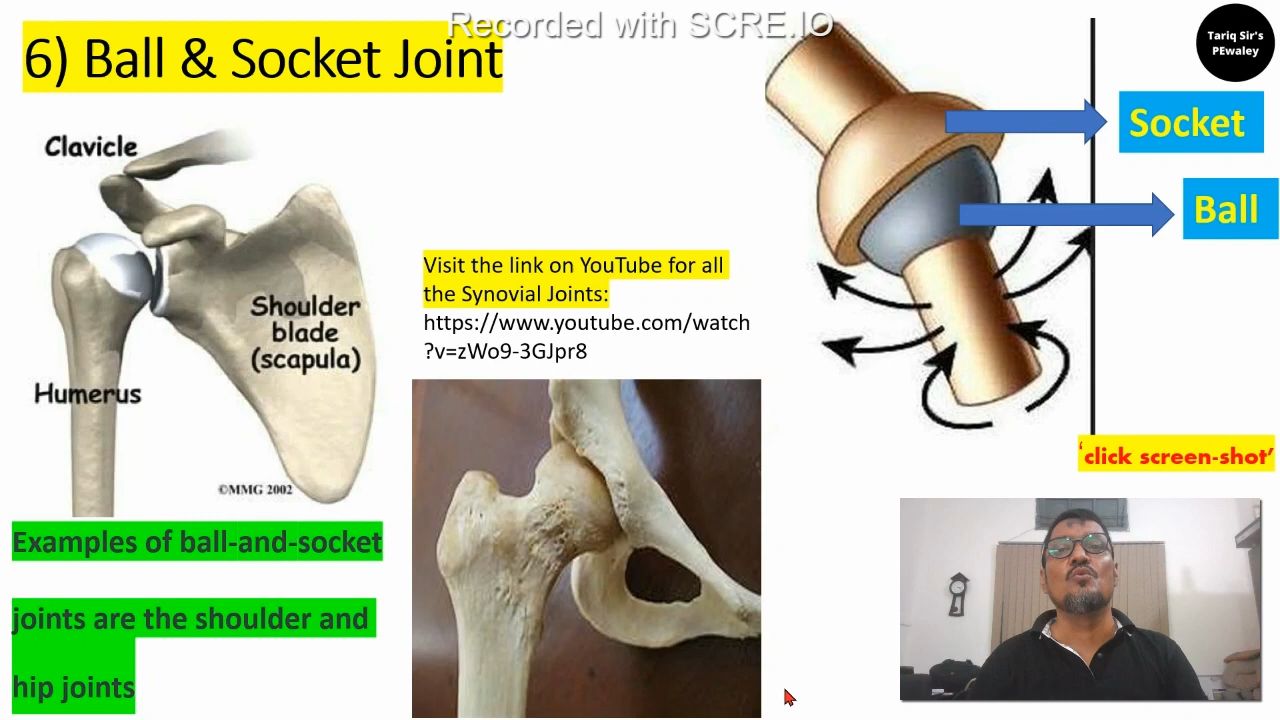 Recorded with SCRE.IO
6) Ball & Socket Joint
Tariq Sir's
PEwaley
Socket
Ball
Clavicle
Shoulder
blade
(scapula)
Humerus
©MMG 2002
Visit the link on YouTube for all
the Synovial Joints:
https://www.youtube.com/watch
?v=zWo9-3GJpr8
'click screen-shot'
Examples of ball-and-socket
joints are the shoulder and
hip joints